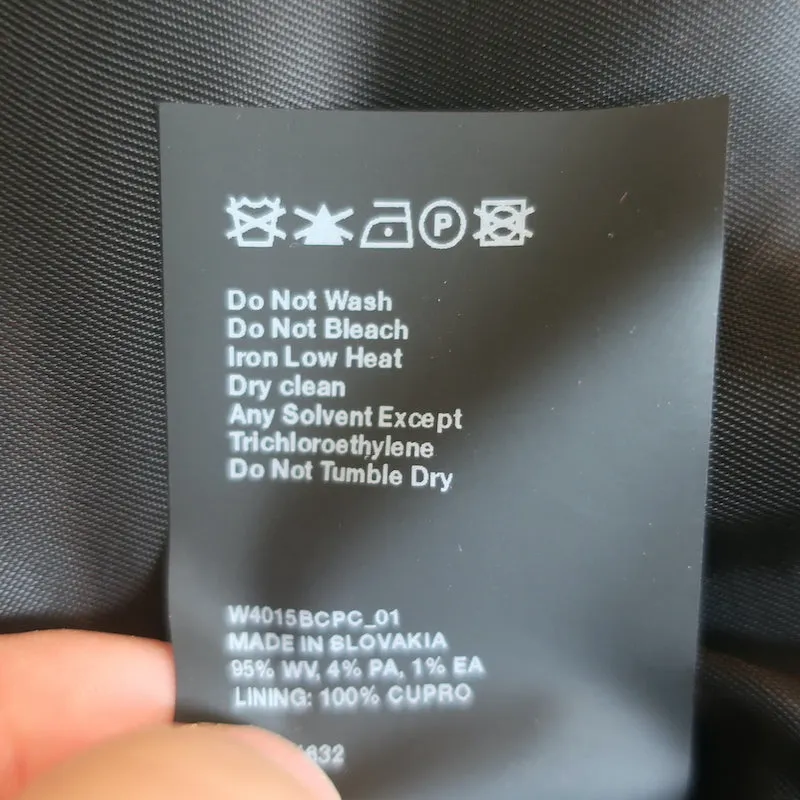 P
Do Not Wash
Do Not Bleach
Iron Low Heat
Dry clean
Any Solvent Except
Trichloroethylene
Do Not Tumble Dry
W4015BCPC_01
MADE IN SLOVAKIA
95% WV, 4% PA, 1% EA
LINING: 100% CUPRO